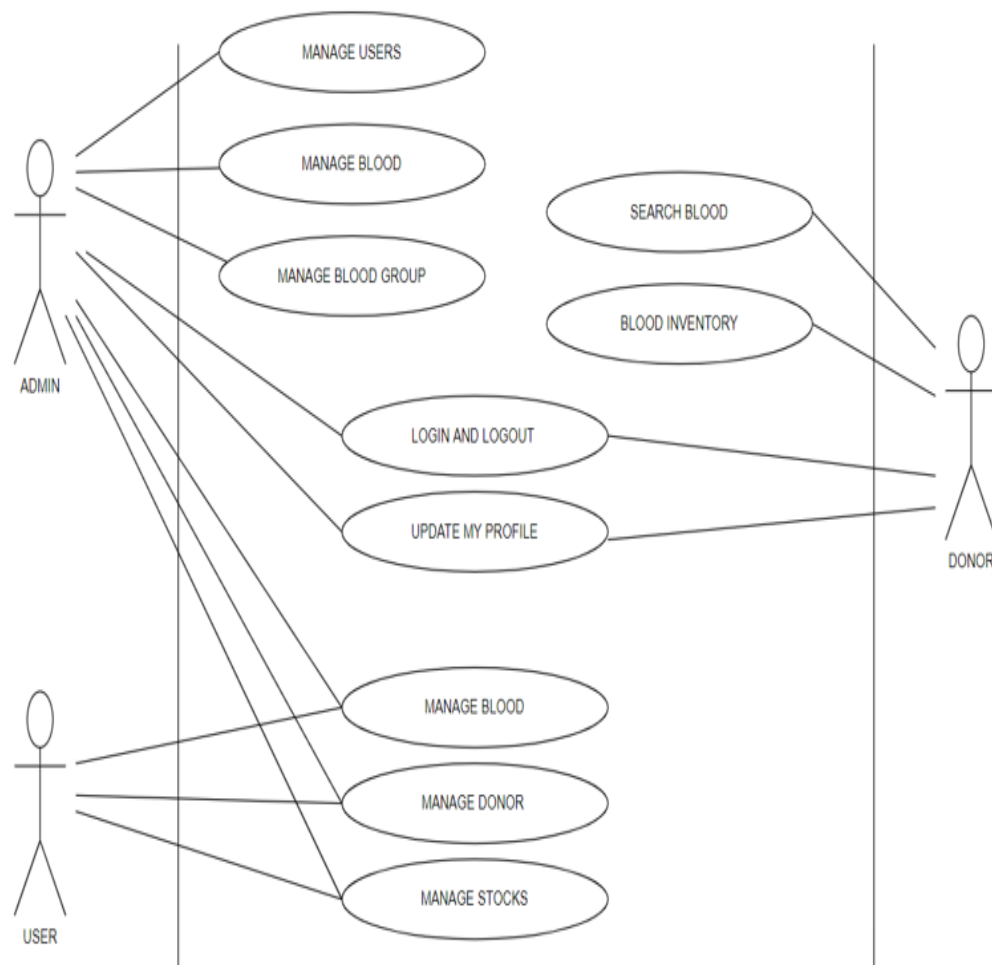 MANAGE USERS
MANAGE BLOOD
SEARCH BLOOD
MANAGE BLOOD GROUP
BLOOD INVENTORY
ADMIN
LOGIN AND LOGOUT
UPDATE MY PROFILE
DONOR
MANAGE BLOOD
MANAGE DONOR
MANAGE STOCKS
USER